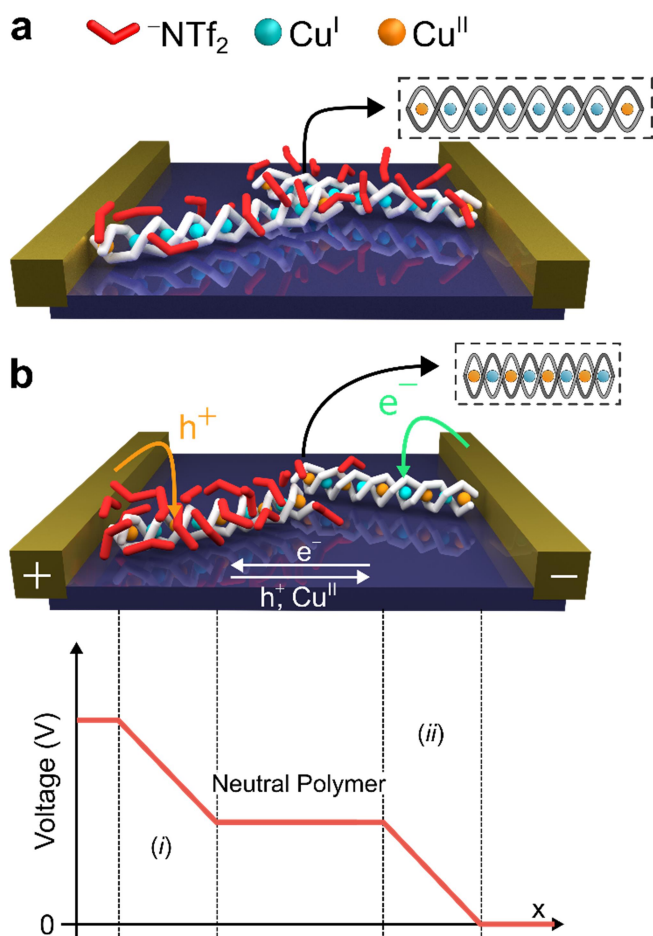 a ⁻NTf₂ Cuᴵ Cuᴵᴵ
b
e⁻
h⁺
e⁻
+ −
h⁺, Cuᴵᴵ
(ii)
Neutral Polymer
Voltage (V)
(i)
x
0